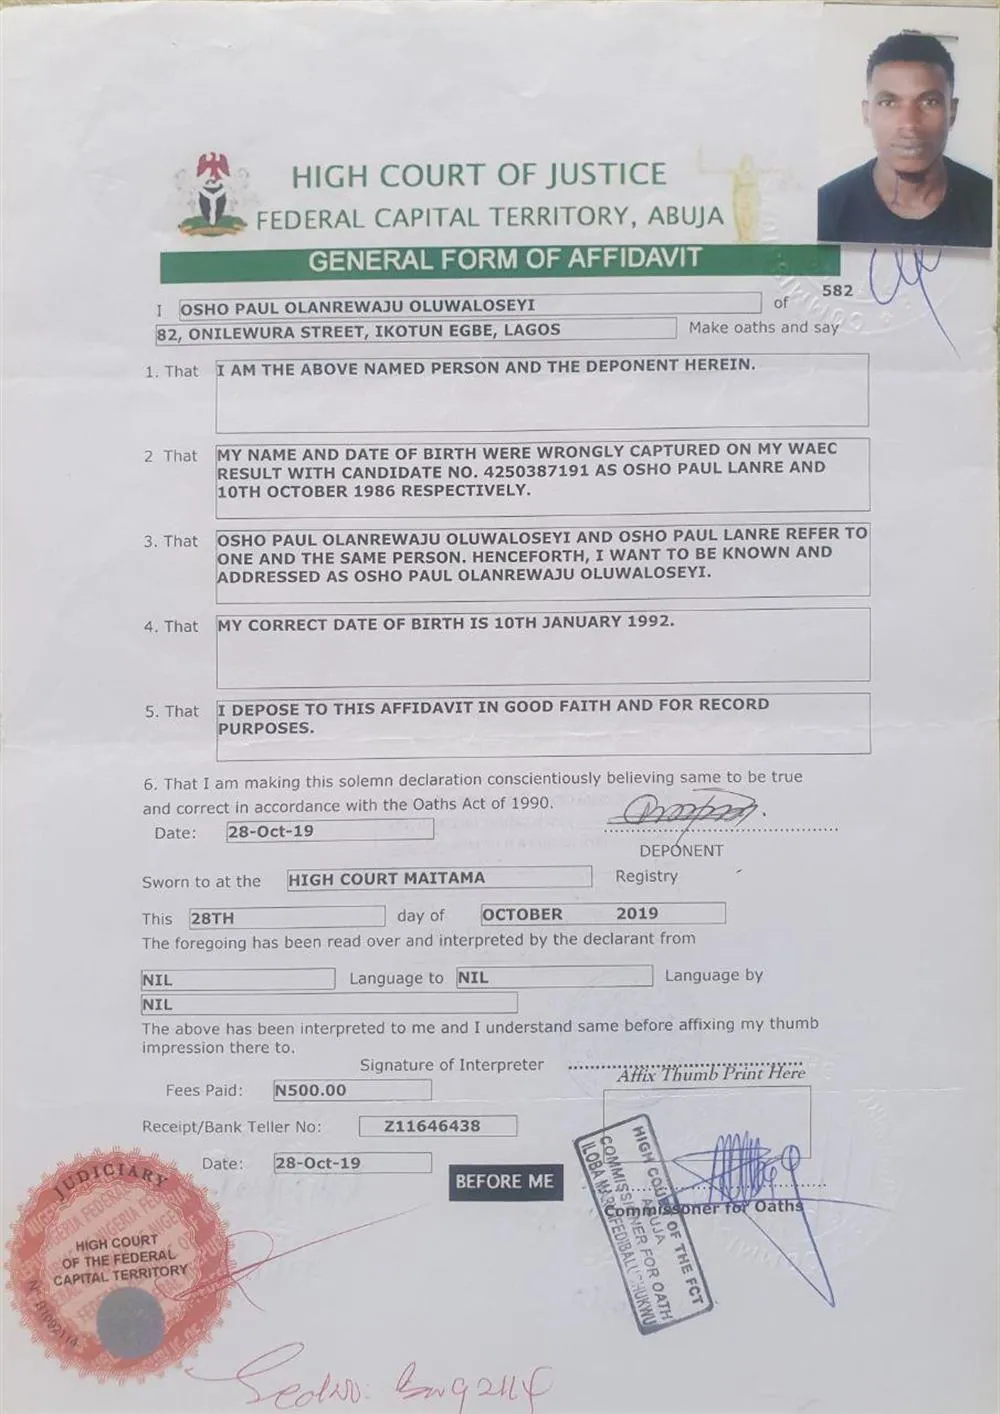 HIGH COURT OF JUSTICE
FEDERAL CAPITAL TERRITORY, ABUJA
GENERAL FORM OF AFFIDAVIT
582
I OSHO PAUL OLANREWAJU OLUWALOSEYI of
82, ONILEWURA STREET, IKOTUN EGBE, LAGOS Make oaths and say
1. That I AM THE ABOVE NAMED PERSON AND THE DEPONENT HEREIN.
2 That MY NAME AND DATE OF BIRTH WERE WRONGLY CAPTURED ON MY WAEC
RESULT WITH CANDIDATE NO. 4250387191 AS OSHO PAUL LANRE AND
10TH OCTOBER 1986 RESPECTIVELY.
3. That OSHO PAUL OLANREWAJU OLUWALOSEYI AND OSHO PAUL LANRE REFER TO
ONE AND THE SAME PERSON. HENCEFORTH, I WANT TO BE KNOWN AND
ADDRESSED AS OSHO PAUL OLANREWAJU OLUWALOSEYI.
4. That MY CORRECT DATE OF BIRTH IS 10TH JANUARY 1992.
5. That I DEPOSE TO THIS AFFIDAVIT IN GOOD FAITH AND FOR RECORD
PURPOSES.
6. That I am making this solemn declaration conscientiously believing same to be true
and correct in accordance with the Oaths Act of 1990.
Date: 28-Oct-19
DEPONENT
Sworn to at the HIGH COURT MAITAMA Registry
This 28TH day of OCTOBER 2019
The foregoing has been read over and interpreted by the declarant from
NIL Language to NIL Language by
NIL
The above has been interpreted to me and I understand same before affixing my thumb
impression there to.
Signature of Interpreter
Affix Thumb Print Here
Fees Paid: N500.00
Receipt/Bank Teller No: Z11646438
Date: 28-Oct-19
BEFORE ME
Commissoner for Oaths
HIGH COURT OF THE FCT
ABUJA
COMMISSIONER FOR OATH
JUDICIARY
HIGH COURT
OF THE FEDERAL
CAPITAL TERRITORY